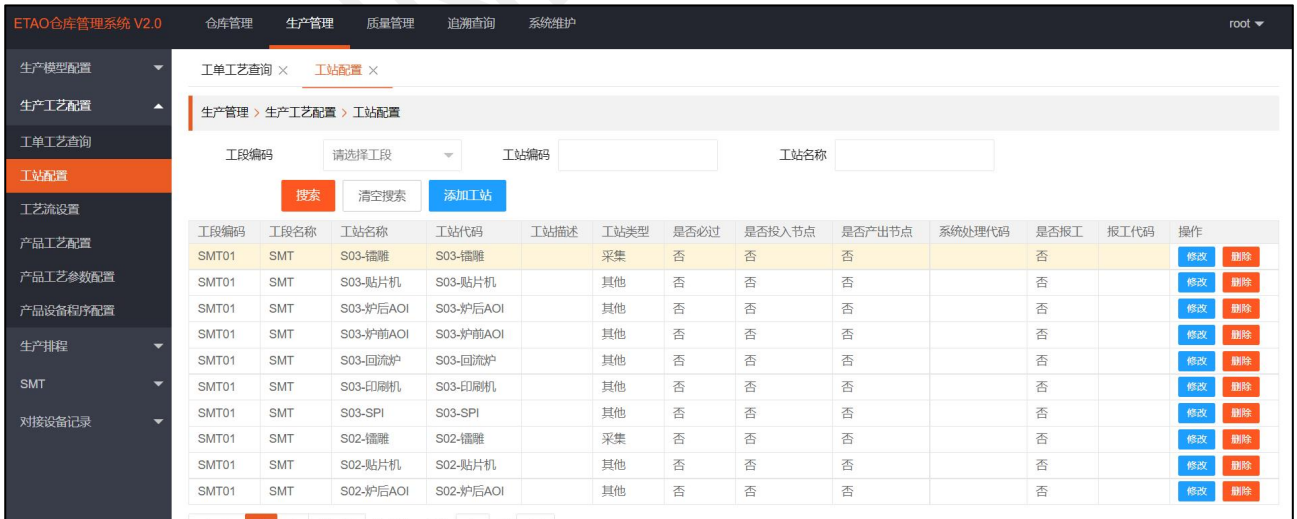 ETAO仓库管理系统 V2.0 仓库管理 生产管理 质量管理 追溯查询 系统维护 root
生产模型配置
生产工艺配置
工单工艺查询
工站配置
工艺流设置
产品工艺配置
产品工艺参数配置
产品设备程序配置
生产排程
SMT
对接设备记录
工单工艺查询 × 工站配置 ×
生产管理 > 生产工艺配置 > 工站配置
工段编码 请选择工段 工站编码 工站名称
搜索 清空搜索 添加工站
工段编码 工段名称 工站名称 工站代码 工站描述 工站类型 是否必过 是否投入节点 是否产出节点 系统处理代码 是否报工 报工代码 操作
SMT01 SMT S03-镭雕 S03-镭雕 采集 否 否 否 否 修改 删除
SMT01 SMT S03-贴片机 S03-贴片机 其他 否 否 否 否 修改 删除
SMT01 SMT S03-炉后AOI S03-炉后AOI 其他 否 否 否 否 修改 删除
SMT01 SMT S03-炉前AOI S03-炉前AOI 其他 否 否 否 否 修改 删除
SMT01 SMT S03-回流炉 S03-回流炉 其他 否 否 否 否 修改 删除
SMT01 SMT S03-印刷机 S03-印刷机 其他 否 否 否 否 修改 删除
SMT01 SMT S03-SPI S03-SPI 其他 否 否 否 否 修改 删除
SMT01 SMT S02-镭雕 S02-镭雕 采集 否 否 否 否 修改 删除
SMT01 SMT S02-贴片机 S02-贴片机 其他 否 否 否 否 修改 删除
SMT01 SMT S02-炉后AOI S02-炉后AOI 其他 否 否 否 否 修改 删除